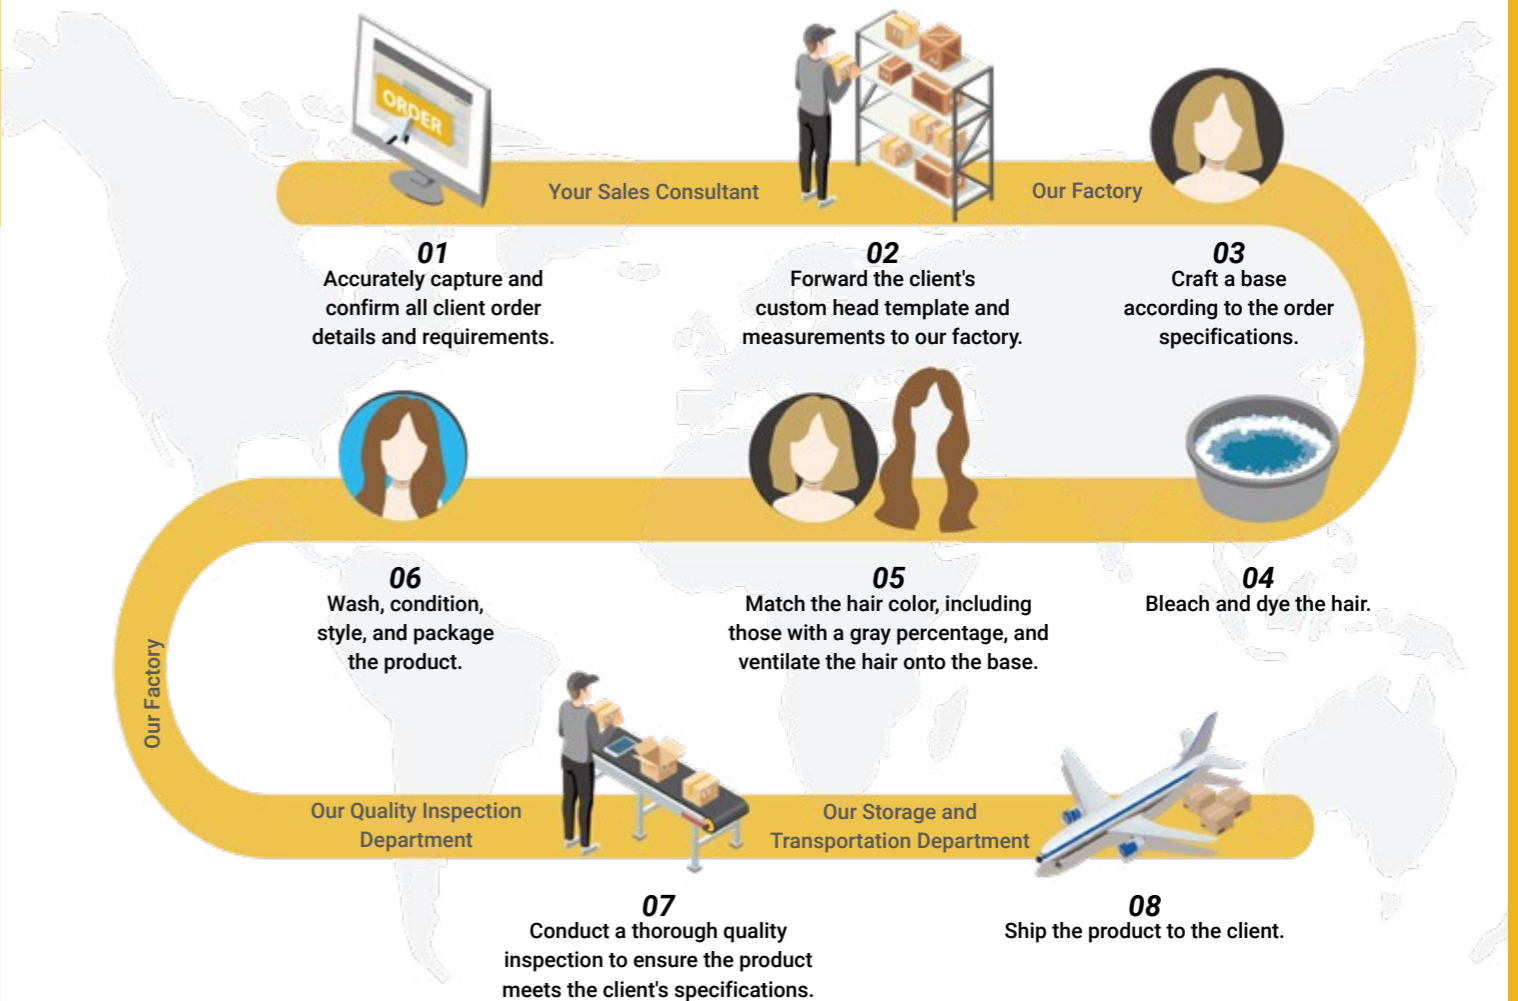 ORDER
Your Sales Consultant
Our Factory
01
Accurately capture and
confirm all client order
details and requirements.
02
Forward the client's
custom head template and
measurements to our factory.
03
Craft a base
according to the order
specifications.
04
Bleach and dye the hair.
05
Match the hair color, including
those with a gray percentage, and
ventilate the hair onto the base.
06
Wash, condition,
style, and package
the product.
Our Factory
Our Quality Inspection
Department
07
Conduct a thorough quality
inspection to ensure the product
meets the client's specifications.
Our Storage and
Transportation Department
08
Ship the product to the client.